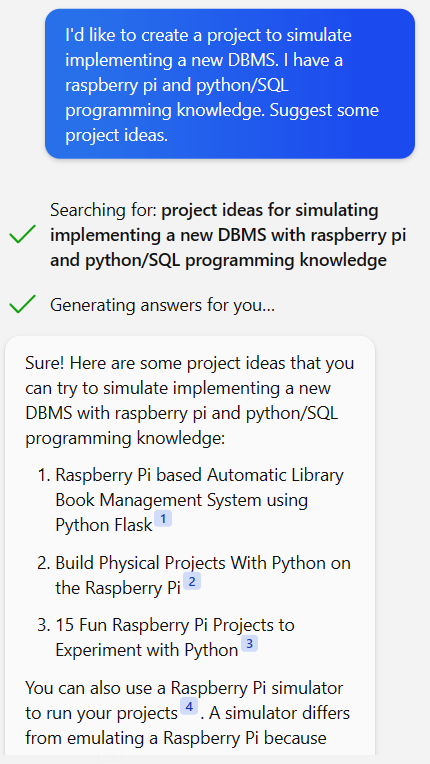 I'd like to create a project to simulate
implementing a new DBMS. I have a
raspberry pi and python/SQL
programming knowledge. Suggest some
project ideas.
Searching for: project ideas for simulating
implementing a new DBMS with raspberry pi
and python/SQL programming knowledge
Generating answers for you...
Sure! Here are some project ideas that you
can try to simulate implementing a new
DBMS with raspberry pi and python/SQL
programming knowledge:
1. Raspberry Pi based Automatic Library
Book Management System using
Python Flask 1
2. Build Physical Projects With Python on
the Raspberry Pi 2
3. 15 Fun Raspberry Pi Projects to
Experiment with Python 3
You can also use a Raspberry Pi simulator
to run your projects 4 . A simulator differs
from emulating a Raspberry Pi because